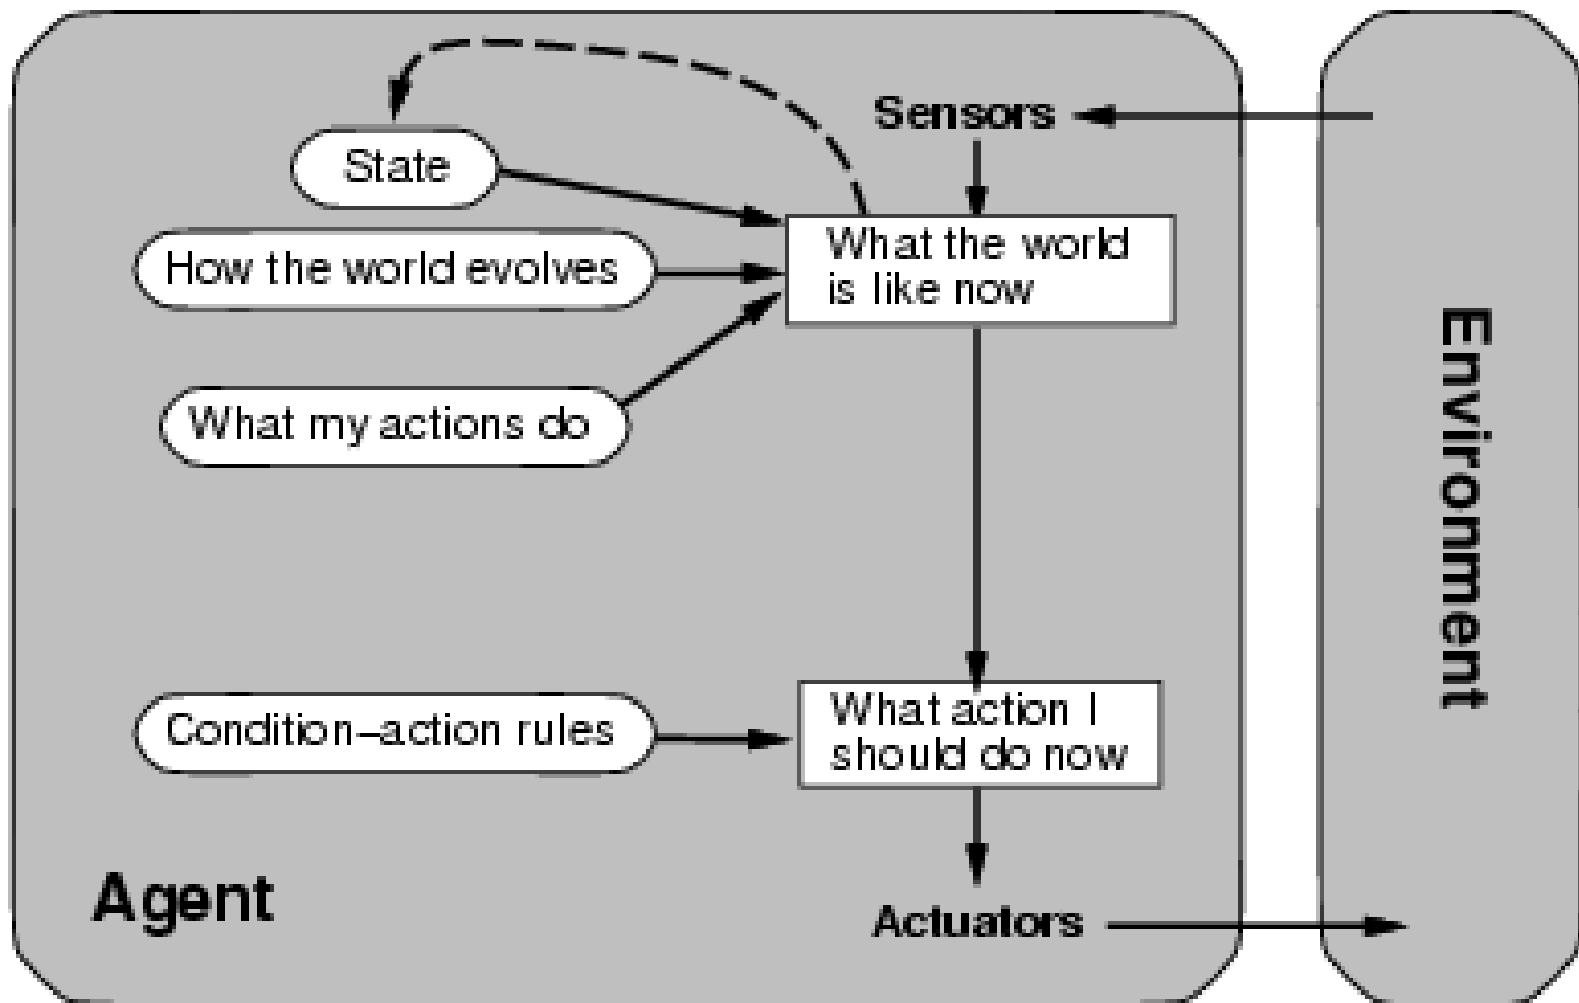 Sensors
State
What the world
is like now
How the world evolves
What my actions do
Environment
Condition–action rules
What action I
should do now
Agent
Actuators